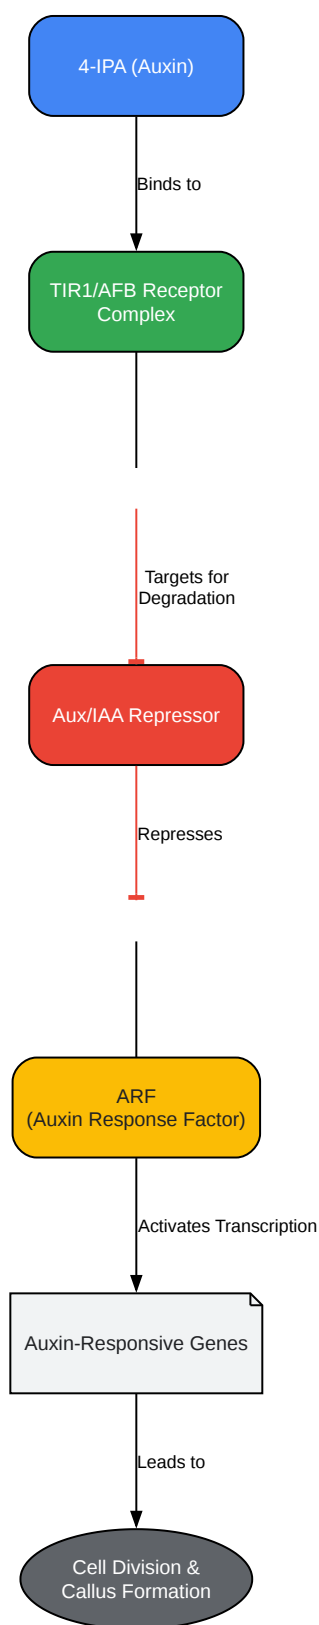 4-IPA (Auxin)
Binds to
TIR1/AFB Receptor
Complex
Targets for
Degradation
Aux/IAA Repressor
Represses
ARF
(Auxin Response Factor)
Activates Transcription
Auxin-Responsive Genes
Leads to
Cell Division &
Callus Formation